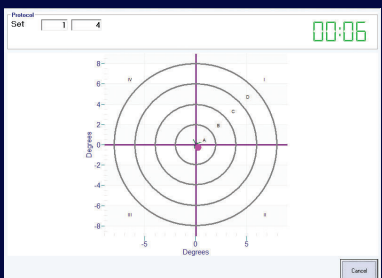 Protocol
Set 1 4
00:06
8
IV I
6
D
4
C
2 B
A
Degrees 0
-2
-4
-6
III II
-8
-5 0 5
Degrees
Cancel